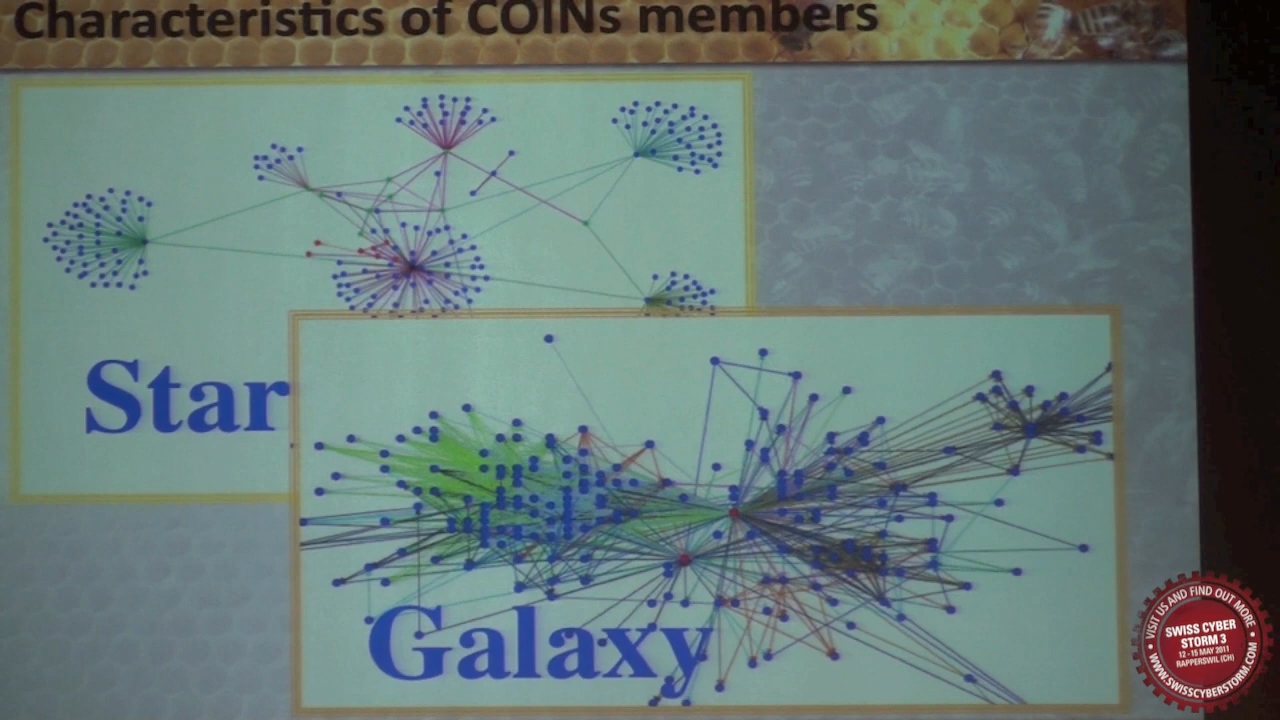 Characteristics of COINs members
Star
Galaxy
• VISIT US AND FIND OUT MORE •
SWISS CYBER
STORM 3
12 - 15 MAY 2011
RAPPERSWIL (CH)
WWW.SWISSCYBERSTORM.COM